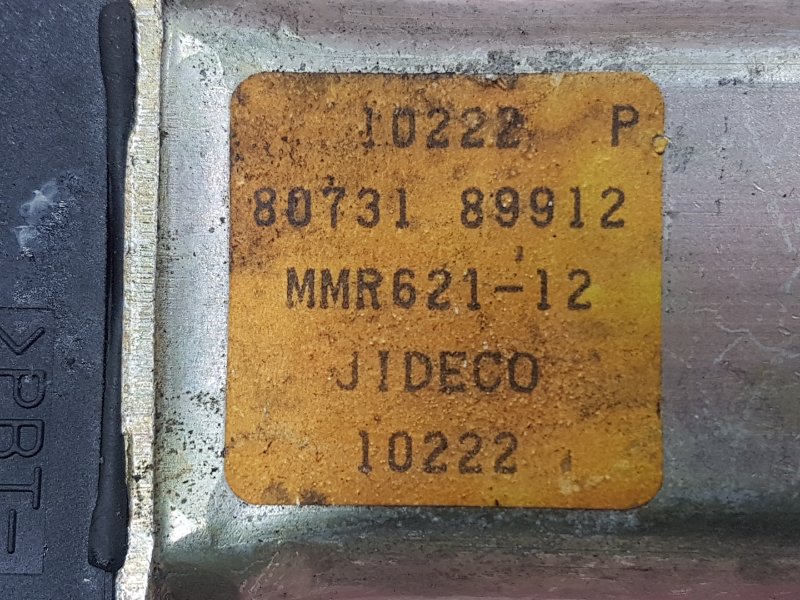 10222 P
80731 89912
MMR621-12
JIDECO
10222
>PBT-